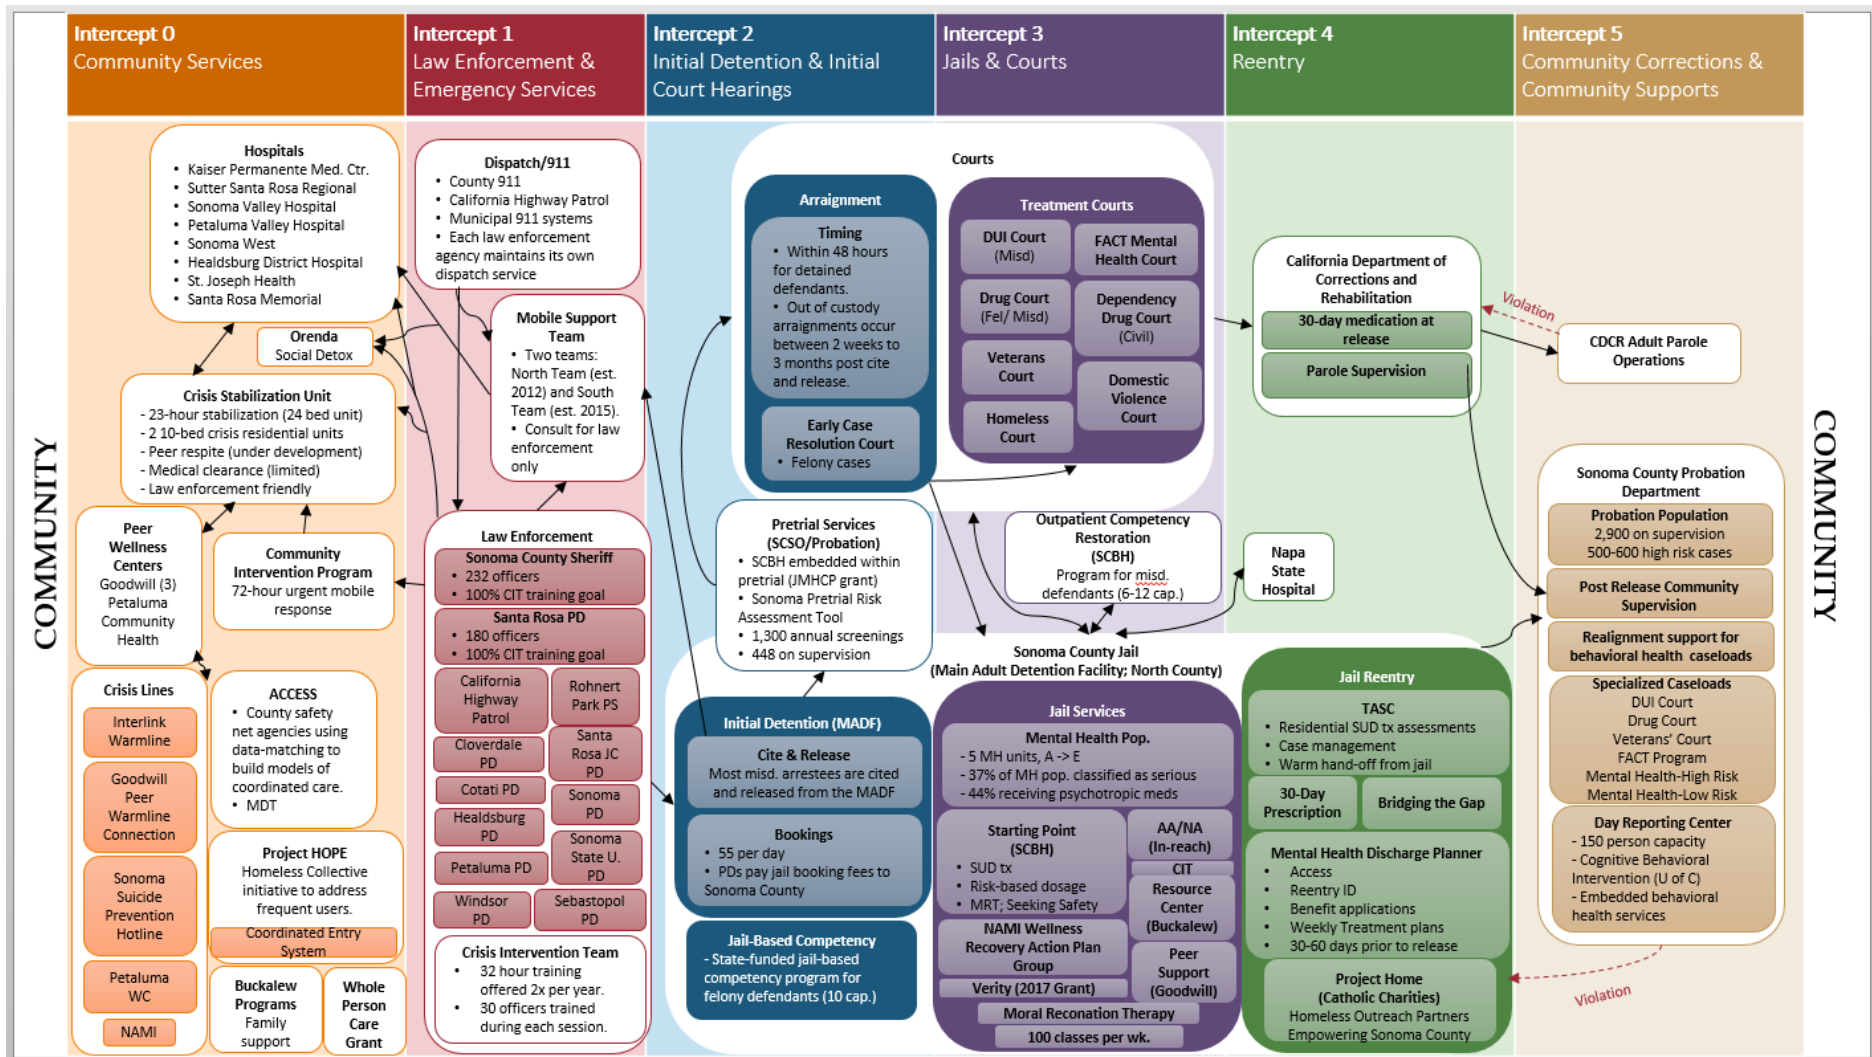 Intercept 0
Community Services
Intercept 1
Law Enforcement &
Emergency Services
Intercept 2
Initial Detention & Initial
Court Hearings
Intercept 3
Jails & Courts
Intercept 4
Reentry
Intercept 5
Community Corrections &
Community Supports
COMMUNITY
Hospitals
• Kaiser Permanente Med. Ctr.
• Sutter Santa Rosa Regional
• Sonoma Valley Hospital
• Petaluma Valley Hospital
• Sonoma West
• Healdsburg District Hospital
• St. Joseph Health
• Santa Rosa Memorial
Orenda
Social Detox
Crisis Stabilization Unit
- 23-hour stabilization (24 bed unit)
- 2 10-bed crisis residential units
- Peer respite (under development)
- Medical clearance (limited)
- Law enforcement friendly
Peer
Wellness
Centers
Goodwill (3)
Petaluma
Community
Health
Community
Intervention Program
72-hour urgent mobile
response
Crisis Lines
Interlink
Warmline
Goodwill
Peer
Warmline
Connection
Sonoma
Suicide
Prevention
Hotline
Petaluma
WC
NAMI
ACCESS
• County safety
net agencies using
data-matching to
build models of
coordinated care.
• MDT
Project HOPE
Homeless Collective
initiative to address
frequent users.
Coordinated Entry
System
Buckalew
Programs
Family
support
Whole
Person
Care
Grant
Dispatch/911
• County 911
• California Highway Patrol
• Municipal 911 systems
• Each law enforcement
agency maintains its own
dispatch service
Mobile Support
Team
• Two teams:
North Team (est.
2012) and South
Team (est. 2015).
• Consult for law
enforcement
only
Law Enforcement
Sonoma County Sheriff
• 232 officers
• 100% CIT training goal
Santa Rosa PD
• 180 officers
• 100% CIT training goal
California
Highway
Patrol
Rohnert
Park PS
Cloverdale
PD
Santa
Rosa JC
PD
Cotati PD
Sonoma
PD
Healdsburg
PD
Sonoma
State U.
PD
Petaluma PD
Windsor
PD
Sebastopol
PD
Crisis Intervention Team
• 32 hour training
offered 2x per year.
• 30 officers trained
during each session.
Courts
Arraignment
Timing
• Within 48 hours
for detained
defendants.
• Out of custody
arraignments occur
between 2 weeks to
3 months post cite
and release.
Early Case
Resolution Court
• Felony cases
Treatment Courts
DUI Court
(Misd)
FACT Mental
Health Court
Drug Court
(Fel/ Misd)
Dependency
Drug Court
(Civil)
Veterans
Court
Domestic
Violence
Court
Homeless
Court
Pretrial Services
(SCSO/Probation)
• SCBH embedded within
pretrial (JMHCP grant)
• Sonoma Pretrial Risk
Assessment Tool
• 1,300 annual screenings
• 448 on supervision
Outpatient Competency
Restoration
(SCBH)
Program for misd.
defendants (6-12 cap.)
Napa
State
Hospital
Sonoma County Jail
(Main Adult Detention Facility; North County)
Initial Detention (MADF)
Cite & Release
Most misd. arrestees are cited
and released from the MADF
Bookings
• 55 per day
• PDs pay jail booking fees to
Sonoma County
Jail-Based Competency
- State-funded jail-based
competency program for
felony defendants (10 cap.)
Jail Services
Mental Health Pop.
- 5 MH units, A -> E
- 37% of MH pop. classified as serious
- 44% receiving psychotropic meds
Starting Point
(SCBH)
• SUD tx
• Risk-based dosage
• MRT; Seeking Safety
AA/NA
(In-reach)
CIT
Resource
Center
(Buckalew)
NAMI Wellness
Recovery Action Plan
Group
Peer
Support
(Goodwill)
Verity (2017 Grant)
Moral Reconation Therapy
100 classes per wk.
California Department of
Corrections and
Rehabilitation
30-day medication at
release
Parole Supervision
Jail Reentry
TASC
• Residential SUD tx assessments
• Case management
• Warm hand-off from jail
30-Day
Prescription
Bridging the Gap
Mental Health Discharge Planner
• Access
• Reentry ID
• Benefit applications
• Weekly Treatment plans
• 30-60 days prior to release
Project Home
(Catholic Charities)
Homeless Outreach Partners
Empowering Sonoma County
Violation
CDCR Adult Parole
Operations
Sonoma County Probation
Department
Probation Population
2,900 on supervision
500-600 high risk cases
Post Release Community
Supervision
Realignment support for
behavioral health caseloads
Specialized Caseloads
DUI Court
Drug Court
Veterans' Court
FACT Program
Mental Health-High Risk
Mental Health-Low Risk
Day Reporting Center
- 150 person capacity
- Cognitive Behavioral
Intervention (U of C)
- Embedded behavioral
health services
Violation
COMMUNITY